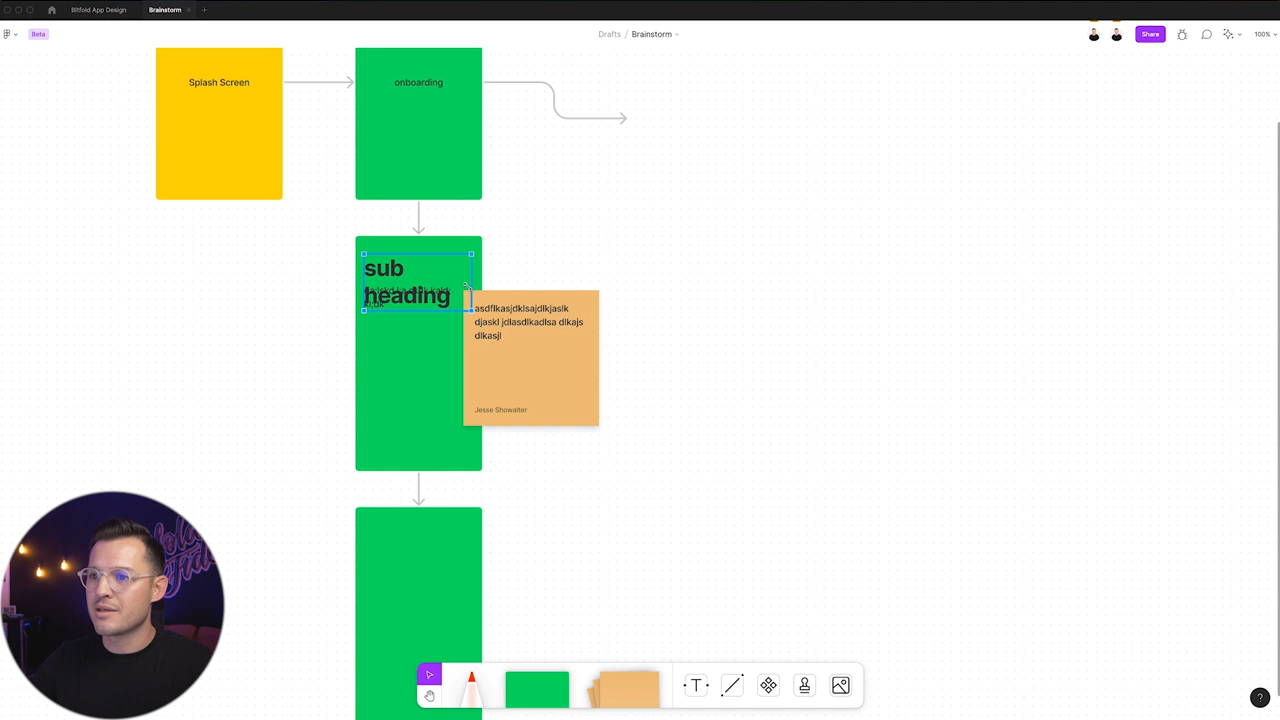 Bitfold App Design
Brainstorm
Beta
Drafts / Brainstorm
Share
100%
Splash Screen
onboarding
sub
heading
asdflkasjdklsajdlkjaslk
djaskl jdlasdlkadlsa dlkajs
dlkasjl
Jesse Showalter
T
?